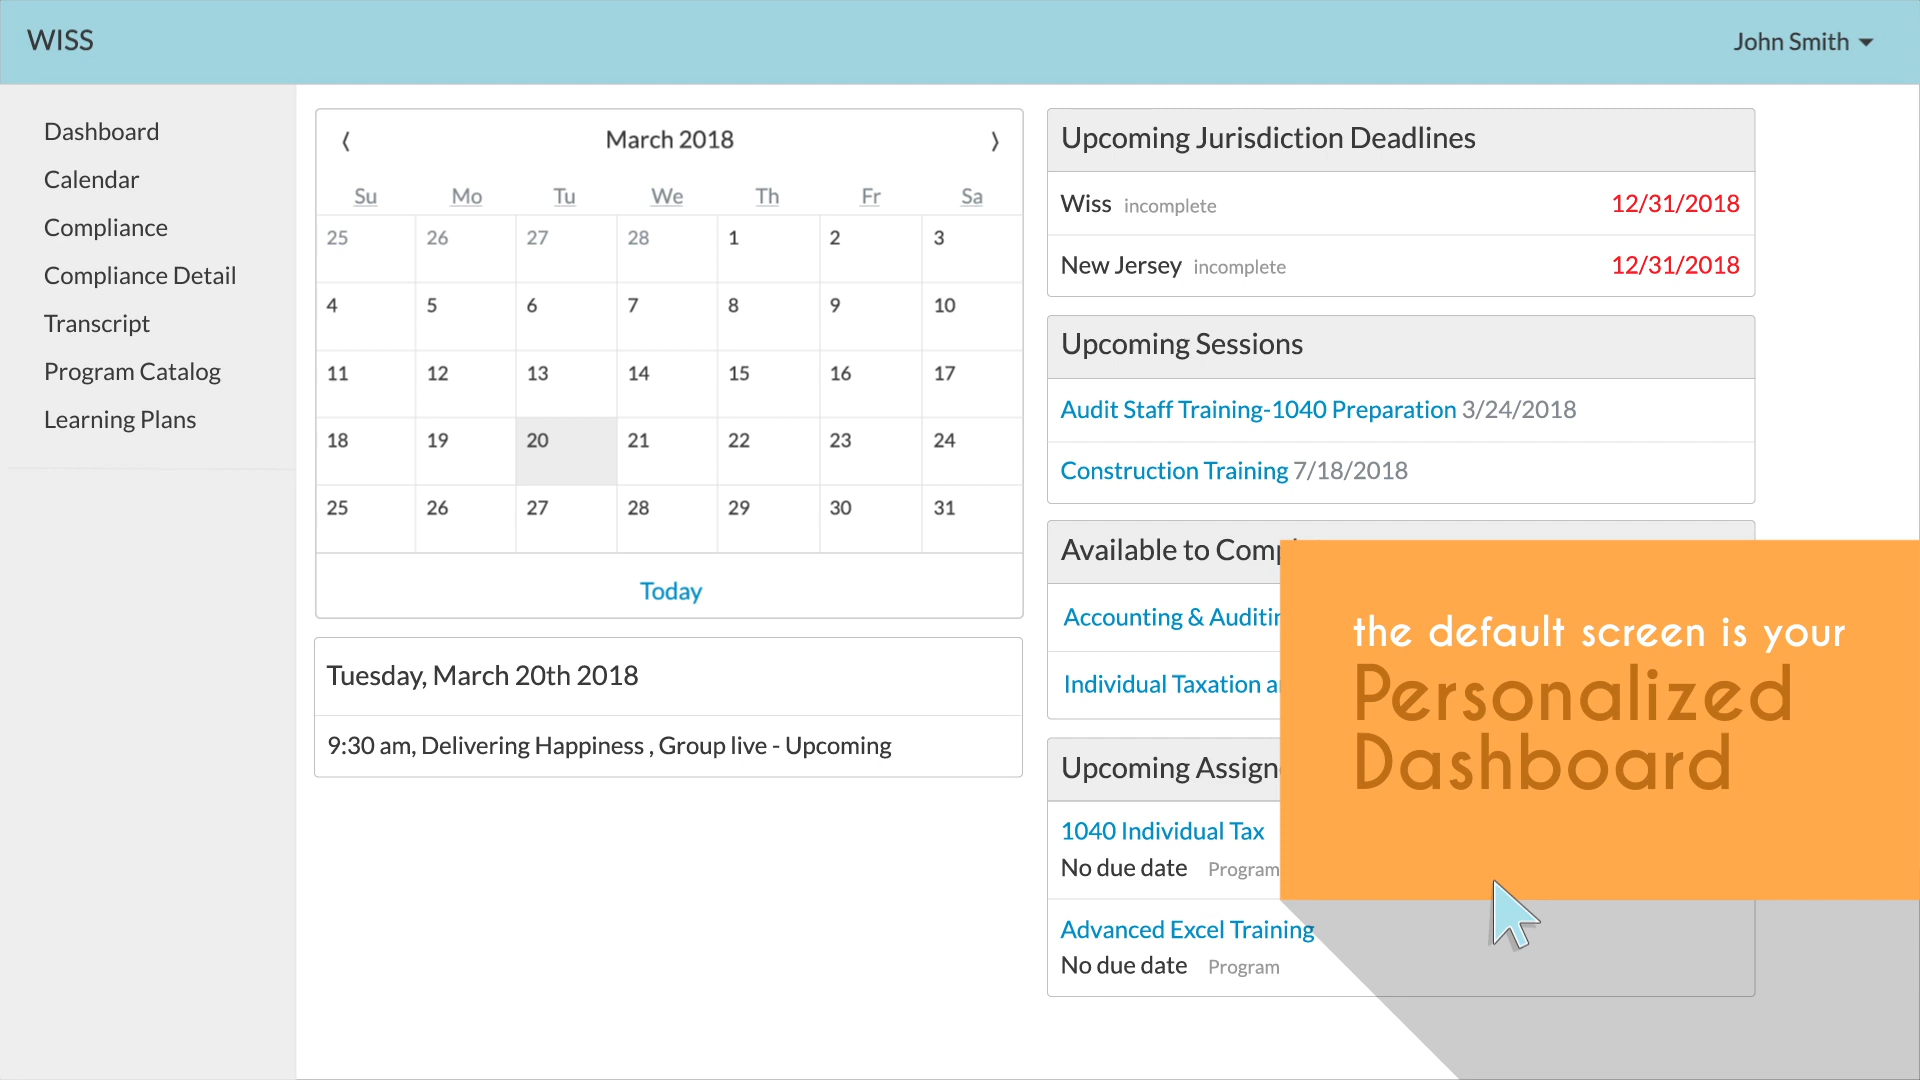 WISS
John Smith
Dashboard
Calendar
Compliance
Compliance Detail
Transcript
Program Catalog
Learning Plans
March 2018
Su Mo Tu We Th Fr Sa
25 26 27 28 1 2 3
4 5 6 7 8 9 10
11 12 13 14 15 16 17
18 19 20 21 22 23 24
25 26 27 28 29 30 31
Today
Tuesday, March 20th 2018
9:30 am, Delivering Happiness , Group live - Upcoming
Upcoming Jurisdiction Deadlines
Wiss incomplete 12/31/2018
New Jersey incomplete 12/31/2018
Upcoming Sessions
Audit Staff Training-1040 Preparation 3/24/2018
Construction Training 7/18/2018
Available to
Accounting &
Individual Taxation
Upcoming
1040 Individual Tax
No due date Program
Advanced Excel Training
No due date Program
the default screen is your
Personalized
Dashboard